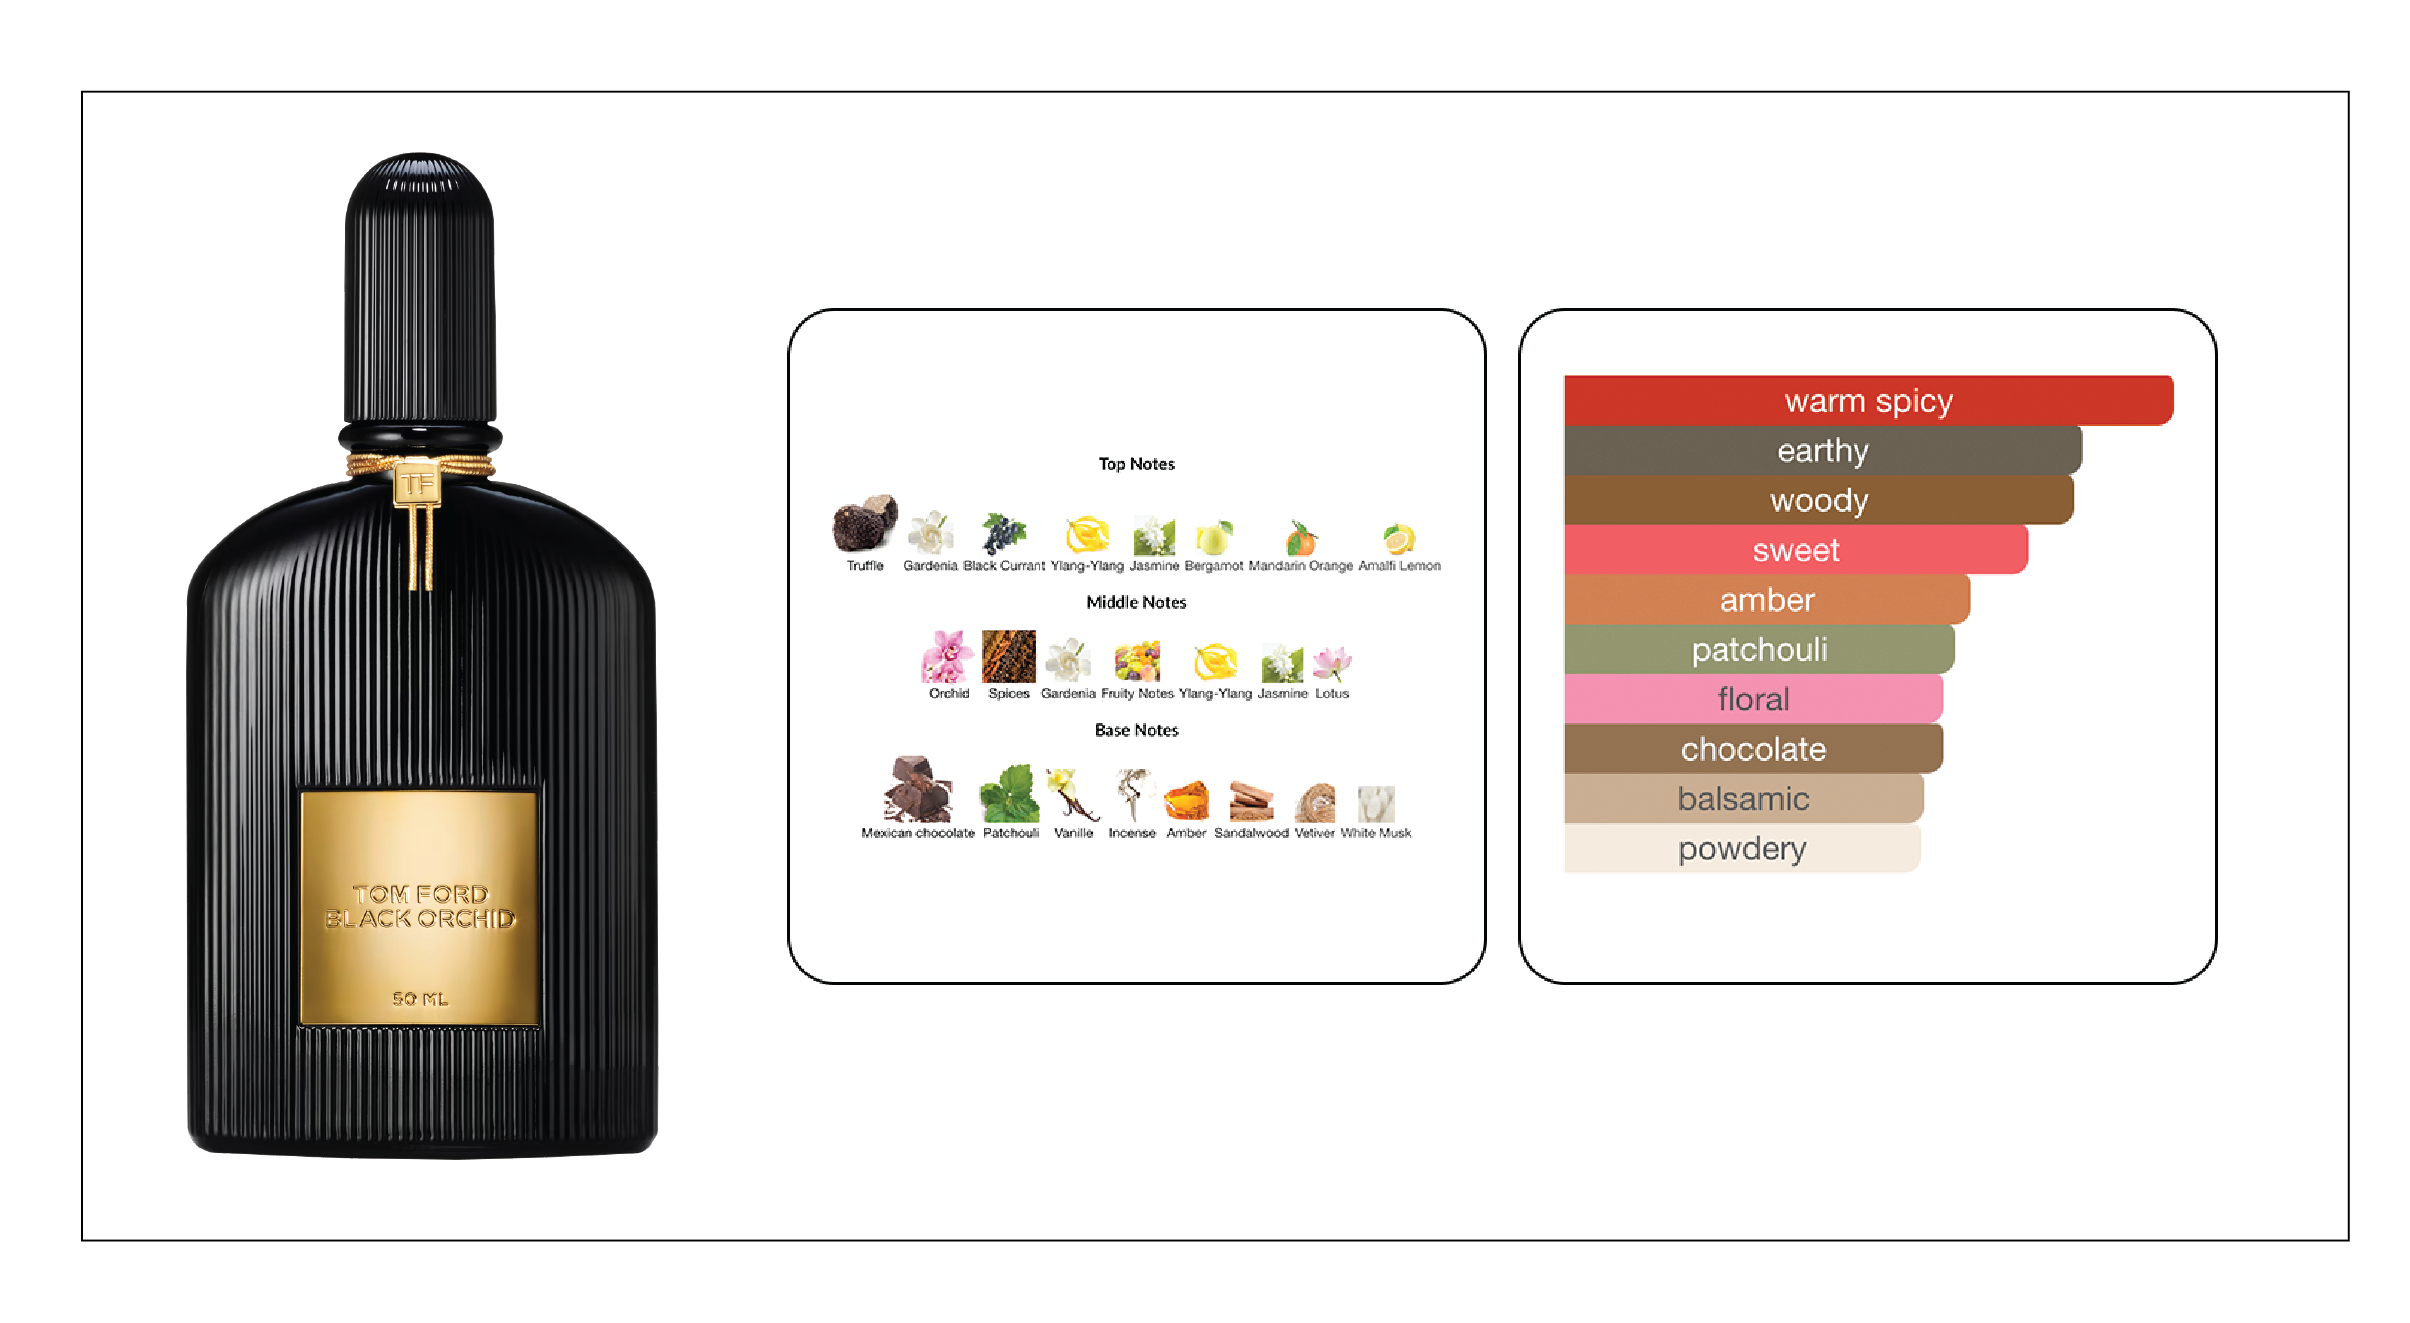 TF
TOM FORD
BLACK ORCHID
50 ML
Top Notes
Truffle Gardenia Black Currant Ylang-Ylang Jasmine Bergamot Mandarin Orange Amalfi Lemon
Middle Notes
Orchid Spices Gardenia Fruity Notes Ylang-Ylang Jasmine Lotus
Base Notes
Mexican chocolate Patchouli Vanille Incense Amber Sandalwood Vetiver White Musk
warm spicy
earthy
woody
sweet
amber
patchouli
floral
chocolate
balsamic
powdery